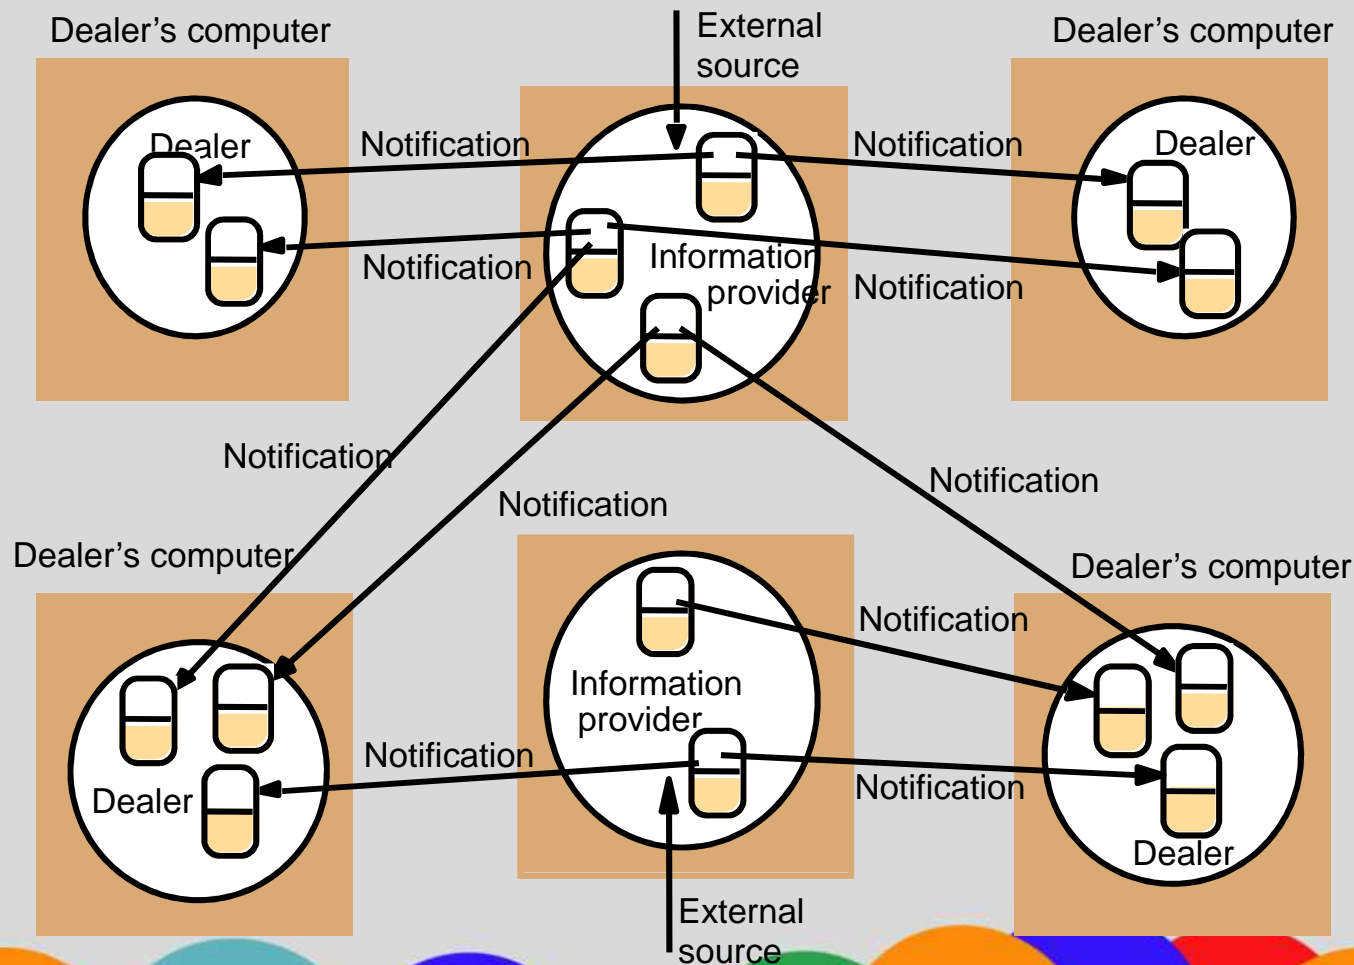 Dealer’s computer
External
source
Dealer’s computer
Dealer
Notification
Notification
Dealer
Information
provider
Notification
Notification
Notification
Notification
Notification
Dealer’s computer
Dealer’s computer
Notification
Information
provider
Notification
Notification
Dealer
Dealer
External
source